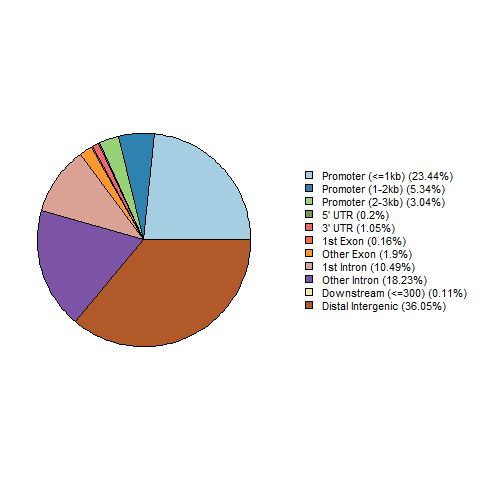 Promoter (<=1kb) (23.44%)
Promoter (1-2kb) (5.34%)
Promoter (2-3kb) (3.04%)
5' UTR (0.2%)
3' UTR (1.05%)
1st Exon (0.16%)
Other Exon (1.9%)
1st Intron (10.49%)
Other Intron (18.23%)
Downstream (<=300) (0.11%)
Distal Intergenic (36.05%)